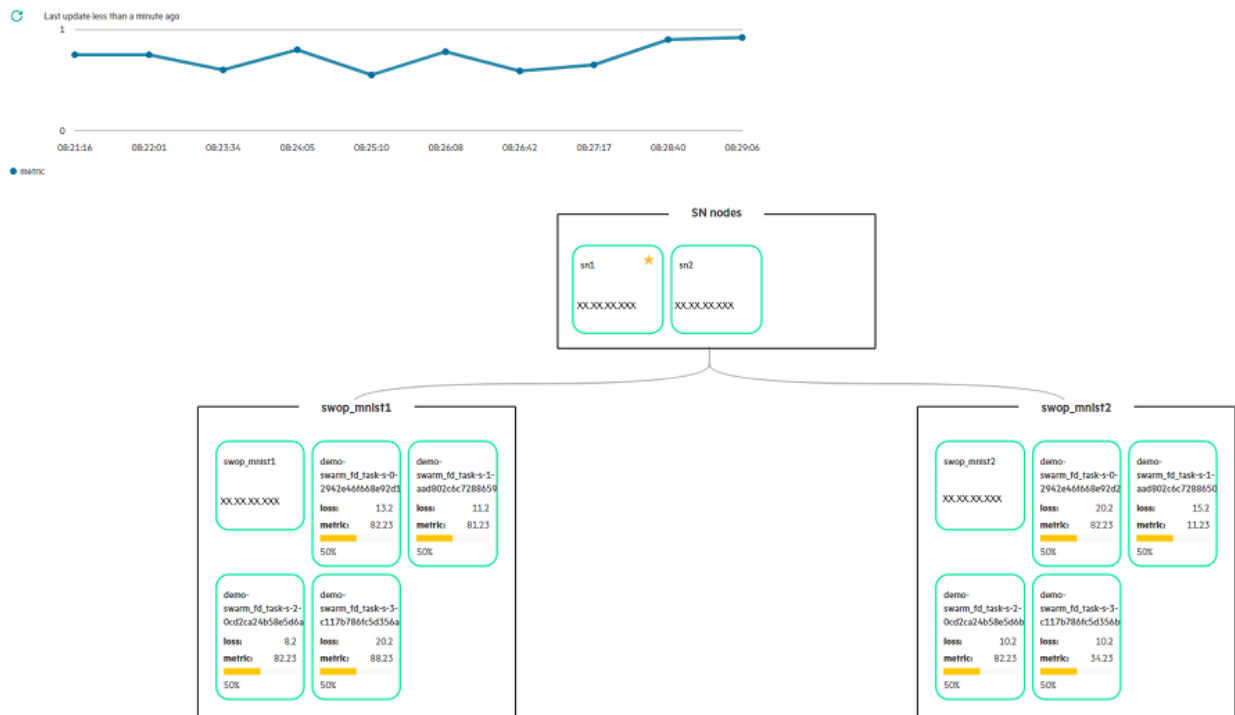 Last update less than a minute ago
1
0
08:21:16 08:22:01 08:23:34 08:24:05 08:25:10 08:26:08 08:26:42 08:27:17 08:28:40 08:29:06
metric
SN nodes
sn1
XX.XX.XX.XXX
sn2
XX.XX.XX.XXX
swop_mnist1
swop_mnist1
XX.XX.XX.XXX
demo-
swarm_fd_task-s-0-
2942e46f668e92d1
loss: 13.2
metric: 82.23
50%
demo-
swarm_fd_task-s-1-
aad802c6c7288659
loss: 11.2
metric: 81.23
50%
demo-
swarm_fd_task-s-2-
0cd2ca24b58e5d6a
loss: 8.2
metric: 82.23
50%
demo-
swarm_fd_task-s-3-
c117b786fc5d356a
loss: 20.2
metric: 88.23
50%
swop_mnist2
swop_mnist2
XX.XX.XX.XXX
demo-
swarm_fd_task-s-0-
2942e46f668e92d2
loss: 20.2
metric: 82.23
50%
demo-
swarm_fd_task-s-1-
aad802c6c7288650
loss: 15.2
metric: 11.23
50%
demo-
swarm_fd_task-s-2-
0cd2ca24b58e5d6b
loss: 10.2
metric: 82.23
50%
demo-
swarm_fd_task-s-3-
c117b786fc5d356b
loss: 10.2
metric: 34.23
50%